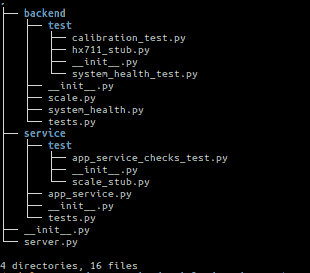 .
├── backend
│   ├── test
│   │   ├── calibration_test.py
│   │   ├── hx711_stub.py
│   │   ├── __init__.py
│   │   └── system_health_test.py
│   ├── __init__.py
│   ├── scale.py
│   ├── system_health.py
│   └── tests.py
├── service
│   ├── test
│   │   ├── app_service_checks_test.py
│   │   ├── __init__.py
│   │   └── scale_stub.py
│   ├── app_service.py
│   ├── __init__.py
│   └── tests.py
├── __init__.py
└── server.py
4 directories, 16 files